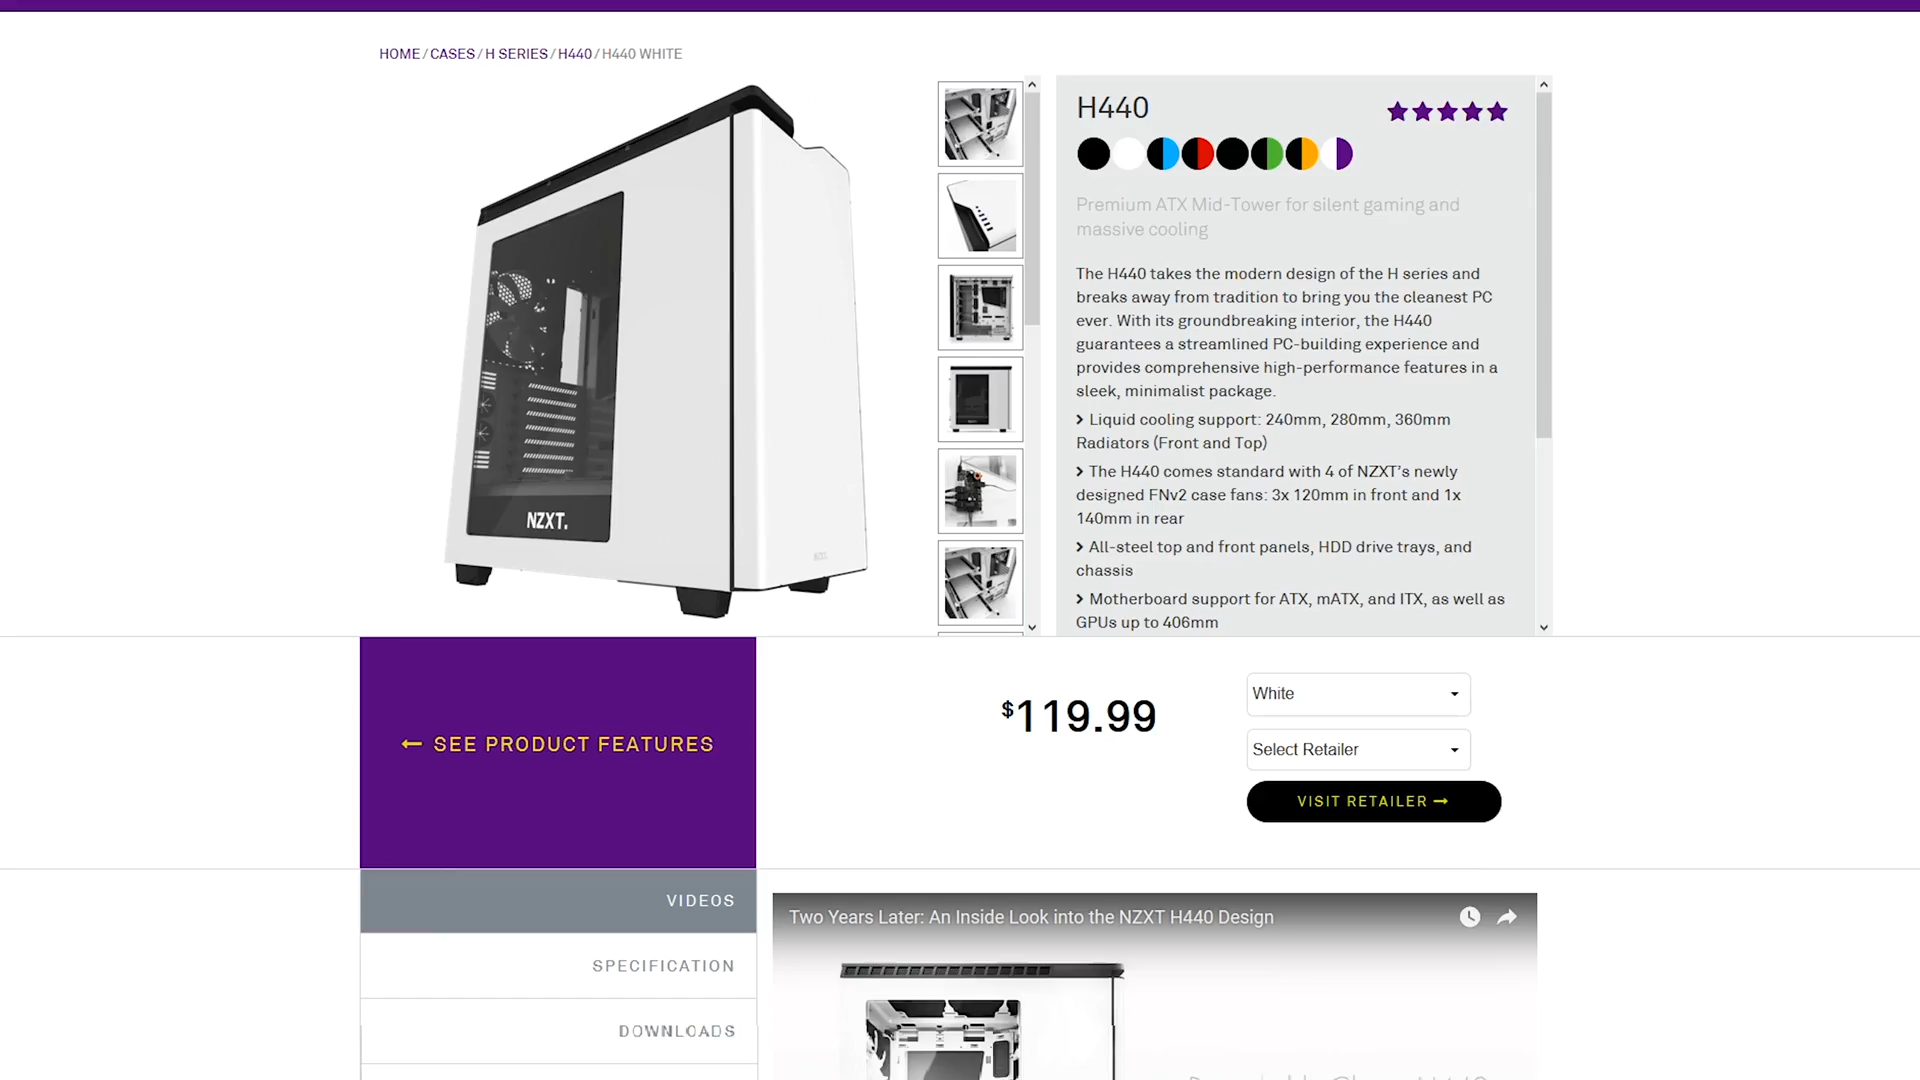 HOME / CASES / H SERIES / H440 / H440 WHITE
NZXT.
H440
Premium ATX Mid-Tower for silent gaming and
massive cooling
The H440 takes the modern design of the H series and
breaks away from tradition to bring you the cleanest PC
ever. With its groundbreaking interior, the H440
guarantees a streamlined PC-building experience and
provides comprehensive high-performance features in a
sleek, minimalist package.
Liquid cooling support: 240mm, 280mm, 360mm
Radiators (Front and Top)
The H440 comes standard with 4 of NZXT's newly
designed FNv2 case fans: 3x 120mm in front and 1x
140mm in rear
All-steel top and front panels, HDD drive trays, and
chassis
Motherboard support for ATX, mATX, and ITX, as well as
GPUs up to 406mm
SEE PRODUCT FEATURES
$119.99
White
Select Retailer
VISIT RETAILER
VIDEOS
SPECIFICATION
DOWNLOADS
Two Years Later: An Inside Look into the NZXT H440 Design